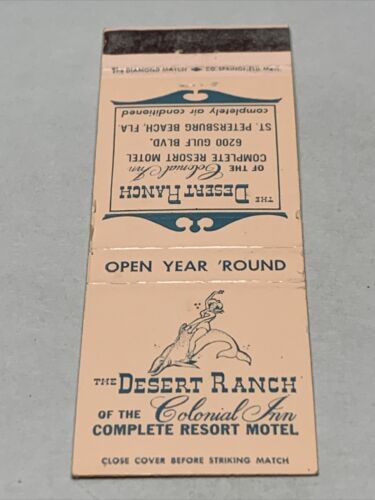 THE DIAMOND MATCH CO. SPRINGFIELD MASS.
THE DESERT RANCH
OF THE Colonial Inn
COMPLETE RESORT MOTEL
6200 GULF BLVD.
ST. PETERSBURG BEACH, FLA
completely air conditioned
OPEN YEAR 'ROUND
THE DESERT RANCH
OF THE Colonial Inn
COMPLETE RESORT MOTEL
CLOSE COVER BEFORE STRIKING MATCH